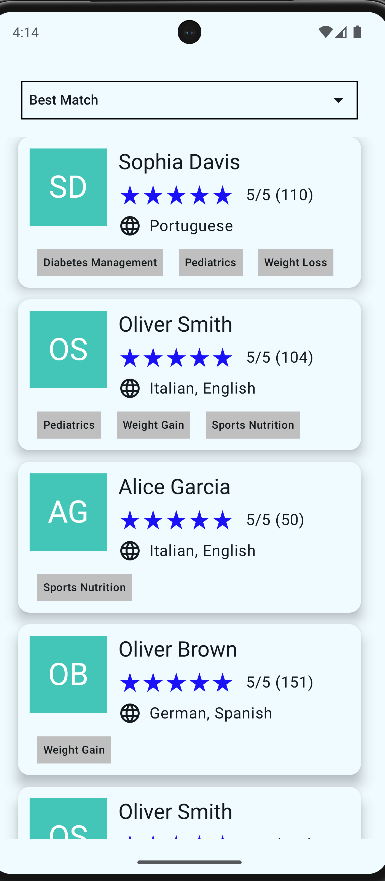 4:14
Best Match
SD
Sophia Davis
5/5 (110)
Portuguese
Diabetes Management Pediatrics Weight Loss
OS
Oliver Smith
5/5 (104)
Italian, English
Pediatrics Weight Gain Sports Nutrition
AG
Alice Garcia
5/5 (50)
Italian, English
Sports Nutrition
OB
Oliver Brown
5/5 (151)
German, Spanish
Weight Gain
OS
Oliver Smith